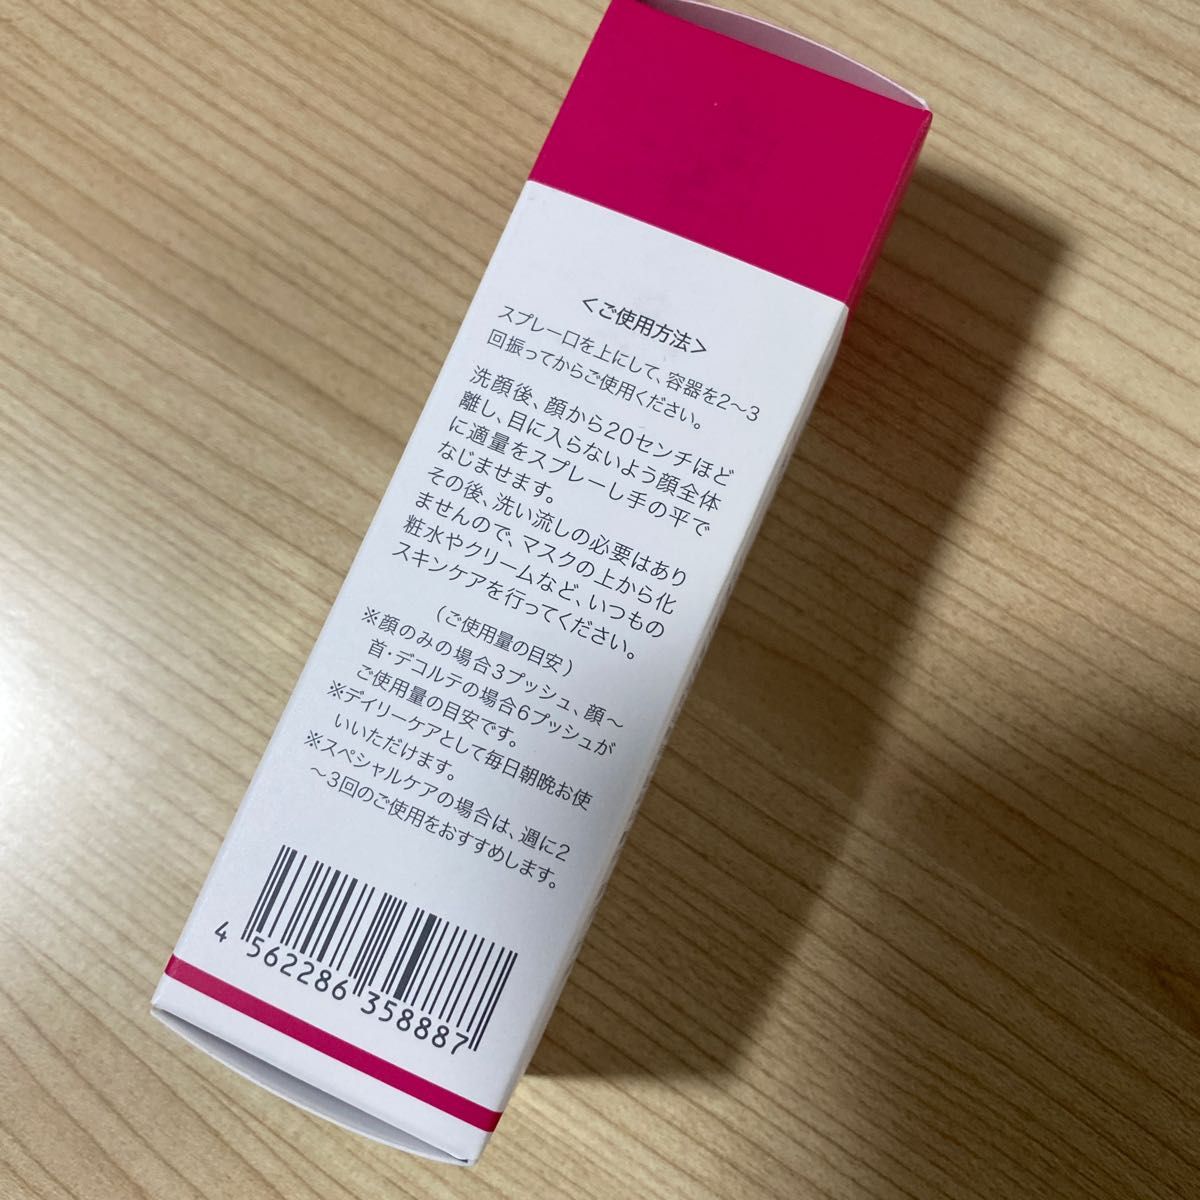 <ご使用方法>
スプレー口を上にして、容器を2〜3
回振ってからご使用ください。
洗顔後、顔から20センチほど
離し、目に入らないよう顔全体
に適量をスプレーし手の平で
なじませます。
その後、洗い流しの必要はあり
ませんので、マスクの上から化
粧水やクリームなど、いつもの
スキンケアを行ってください。
(ご使用量の目安)
※顔のみの場合3プッシュ、顔〜
首・デコルテの場合6プッシュが
ご使用量の目安です。
※デイリーケアとして毎日朝晩お使
いいただけます。
※スペシャルケアの場合は、週に2
〜3回のご使用をおすすめします。
4 562286 358887